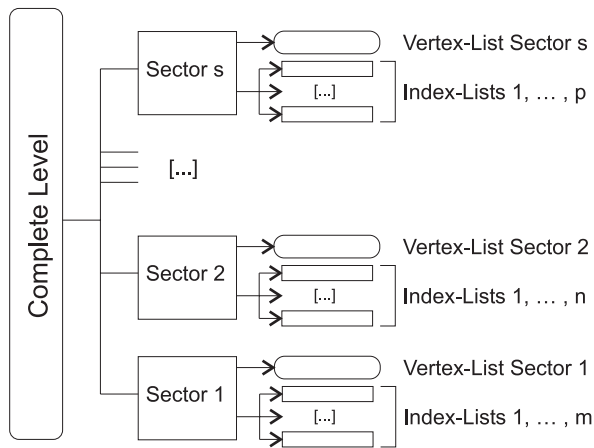 Complete Level
Sector s
Vertex-List Sector s
[...]
Index-Lists 1, ... , p
[...]
Sector 2
Vertex-List Sector 2
[...]
Index-Lists 1, ... , n
Sector 1
Vertex-List Sector 1
[...]
Index-Lists 1, ... , m